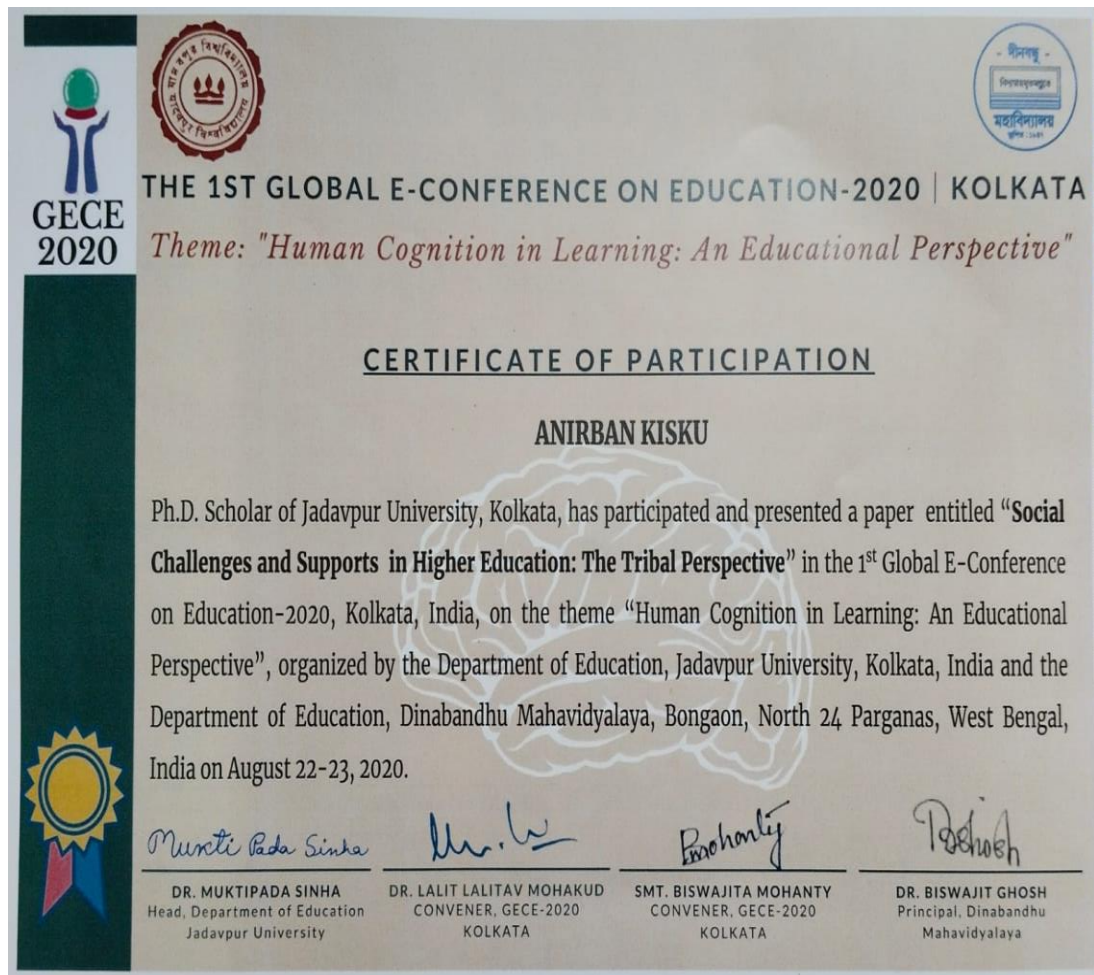 যাদবপুর বিশ্ববিদ্যালয়
- দীনবন্ধু -
মহাবিদ্যালয়
GECE
2020
THE 1ST GLOBAL E-CONFERENCE ON EDUCATION-2020 | KOLKATA
Theme: "Human Cognition in Learning: An Educational Perspective"
CERTIFICATE OF PARTICIPATION
ANIRBAN KISKU
Ph.D. Scholar of Jadavpur University, Kolkata, has participated and presented a paper entitled “Social
Challenges and Supports in Higher Education: The Tribal Perspective” in the 1st Global E-Conference
on Education-2020, Kolkata, India, on the theme “Human Cognition in Learning: An Educational
Perspective”, organized by the Department of Education, Jadavpur University, Kolkata, India and the
Department of Education, Dinabandhu Mahavidyalaya, Bongaon, North 24 Parganas, West Bengal,
India on August 22-23, 2020.
Mukti Pada Sinha
DR. MUKTIPADA SINHA
Head, Department of Education
Jadavpur University
DR. LALIT LALITAV MOHAKUD
CONVENER, GECE-2020
KOLKATA
SMT. BISWAJITA MOHANTY
CONVENER, GECE-2020
KOLKATA
DR. BISWAJIT GHOSH
Principal, Dinabandhu
Mahavidyalaya